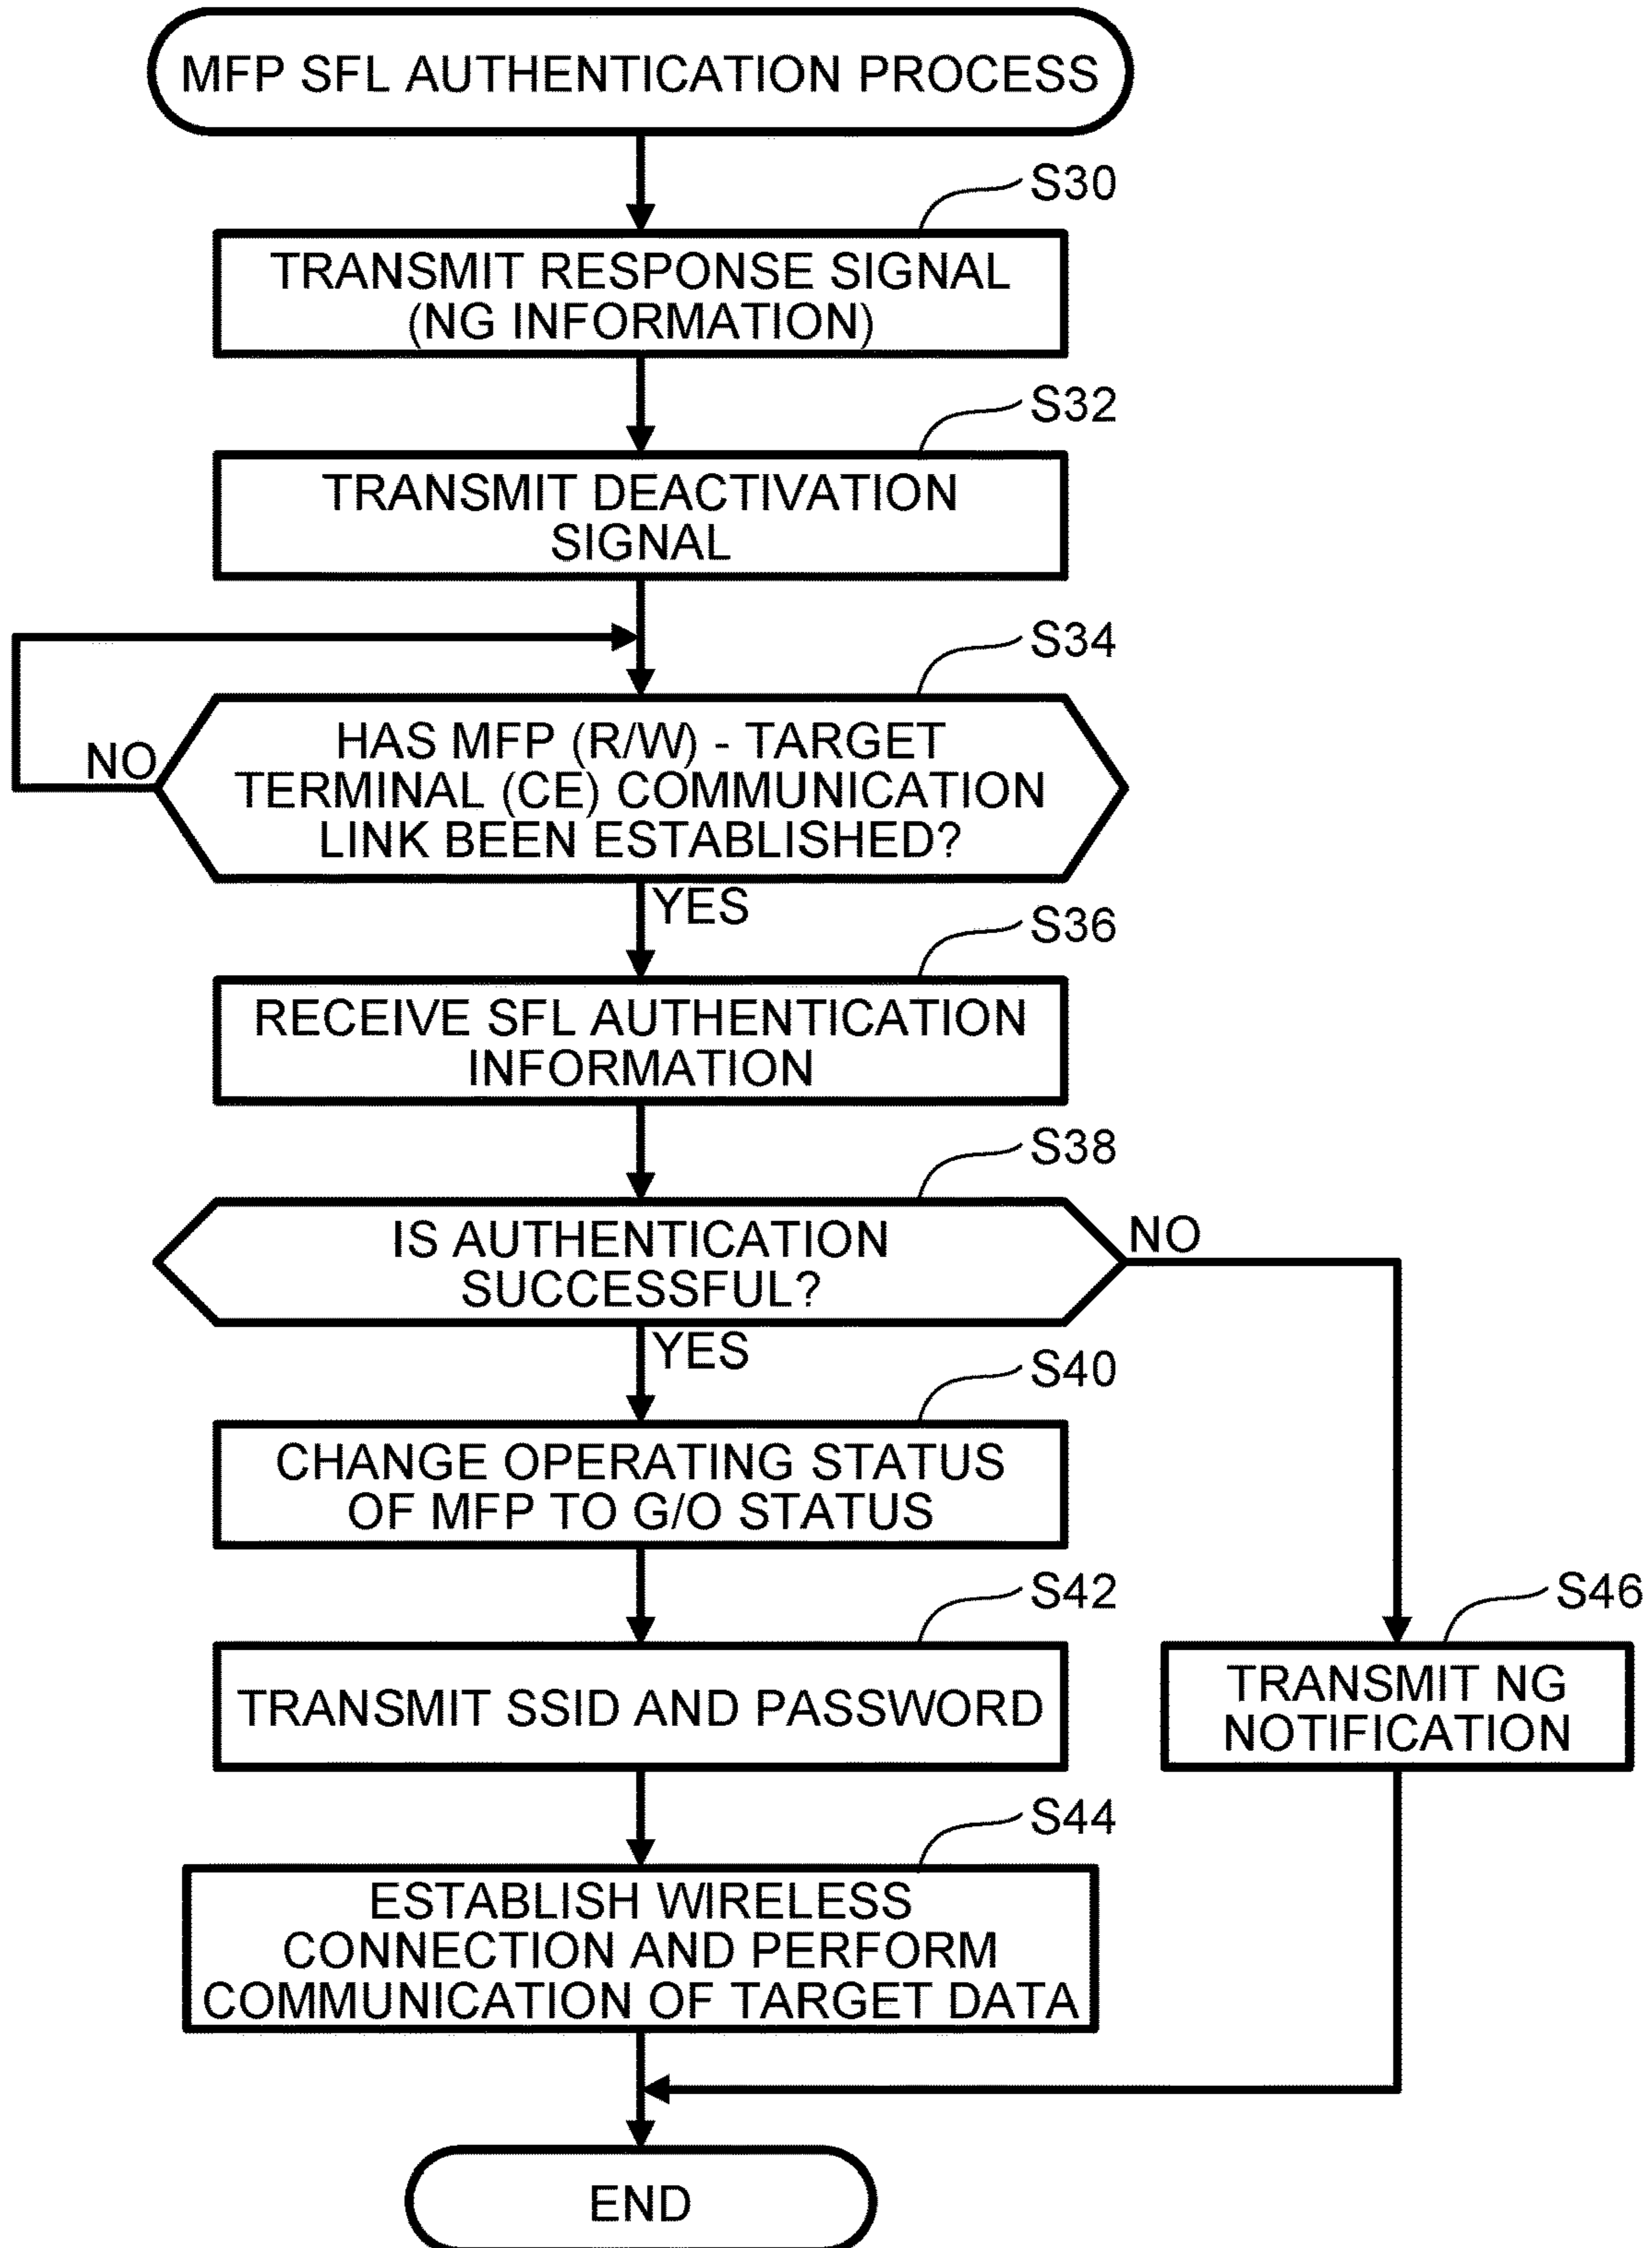 MFP SFL AUTHENTICATION PROCESS
S30
TRANSMIT RESPONSE SIGNAL
(NG INFORMATION)
S32
TRANSMIT DEACTIVATION
SIGNAL
S34
HAS MFP (R/W) - TARGET
TERMINAL (CE) COMMUNICATION
LINK BEEN ESTABLISHED?
NO
YES
S36
RECEIVE SFL AUTHENTICATION
INFORMATION
S38
IS AUTHENTICATION
SUCCESSFUL?
NO
YES
S40
CHANGE OPERATING STATUS
OF MFP TO G/O STATUS
S42
TRANSMIT SSID AND PASSWORD
S46
TRANSMIT NG
NOTIFICATION
S44
ESTABLISH WIRELESS
CONNECTION AND PERFORM
COMMUNICATION OF TARGET DATA
END